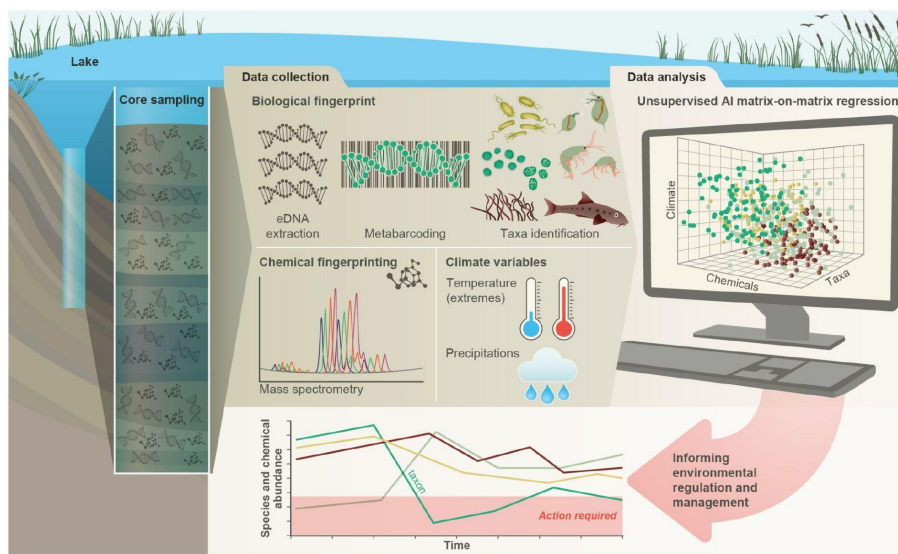 Lake
Core sampling
Data collection
Biological fingerprint
eDNA
extraction
Metabarcoding
Taxa identification
Chemical fingerprinting
Mass spectrometry
Climate variables
Temperature
(extremes)
Precipitations
Data analysis
Unsupervised AI matrix-on-matrix regression
Climate
Chemicals
Taxa
Species and chemical
abundance
taxon
Action required
Time
Informing
environmental
regulation and
management